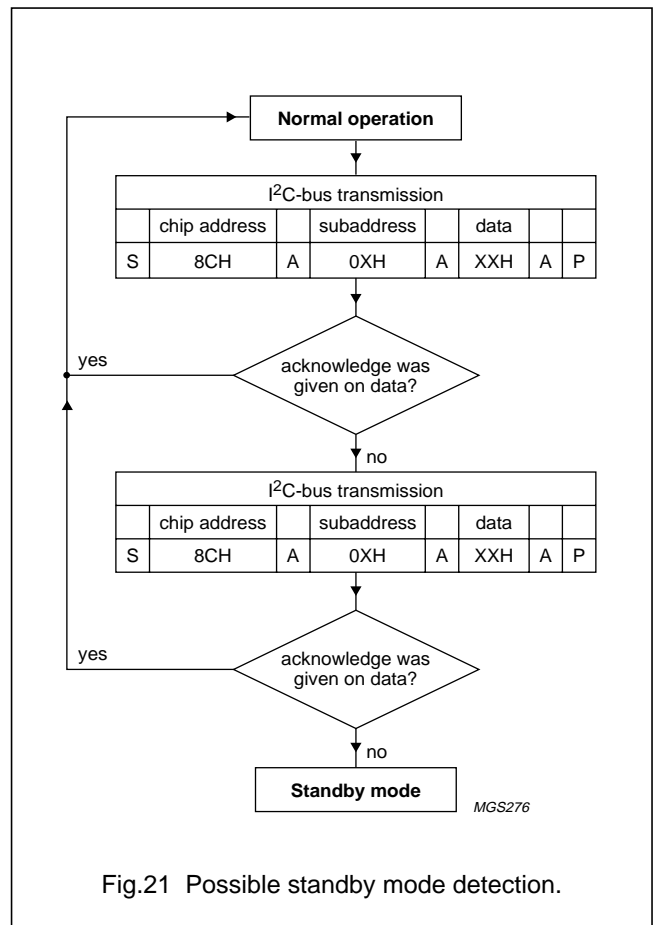 Normal operation
I²C-bus transmission
chip address subaddress data
S 8CH A 0XH A XXH A P
yes
acknowledge was
given on data?
no
I²C-bus transmission
chip address subaddress data
S 8CH A 0XH A XXH A P
yes
acknowledge was
given on data?
no
Standby mode
MGS276
Fig.21 Possible standby mode detection.